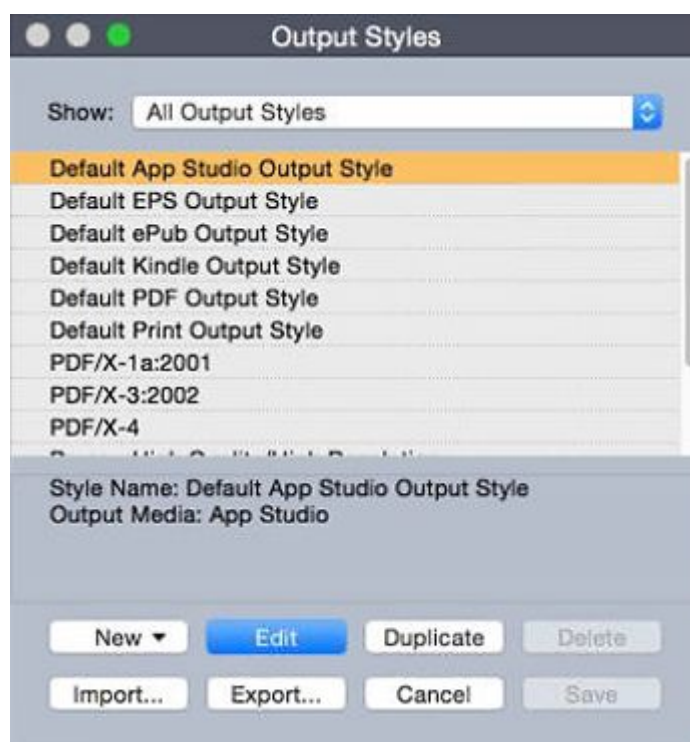 Output Styles
Show: All Output Styles
Default App Studio Output Style
Default EPS Output Style
Default ePub Output Style
Default Kindle Output Style
Default PDF Output Style
Default Print Output Style
PDF/X-1a:2001
PDF/X-3:2002
PDF/X-4
Style Name: Default App Studio Output Style
Output Media: App Studio
New Edit Duplicate Delete
Import... Export... Cancel Save